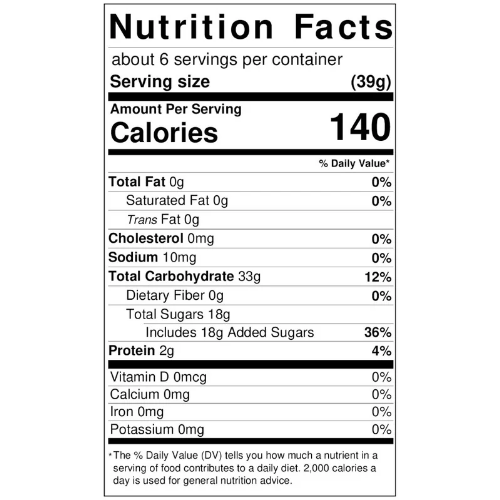 Nutrition Facts
about 6 servings per container
Serving size (39g)
Amount Per Serving
Calories 140
% Daily Value*
Total Fat 0g 0%
Saturated Fat 0g 0%
Trans Fat 0g
Cholesterol 0mg 0%
Sodium 10mg 0%
Total Carbohydrate 33g 12%
Dietary Fiber 0g 0%
Total Sugars 18g
Includes 18g Added Sugars 36%
Protein 2g 4%
Vitamin D 0mcg 0%
Calcium 0mg 0%
Iron 0mg 0%
Potassium 0mg 0%
*The % Daily Value (DV) tells you how much a nutrient in a
serving of food contributes to a daily diet. 2,000 calories a
day is used for general nutrition advice.